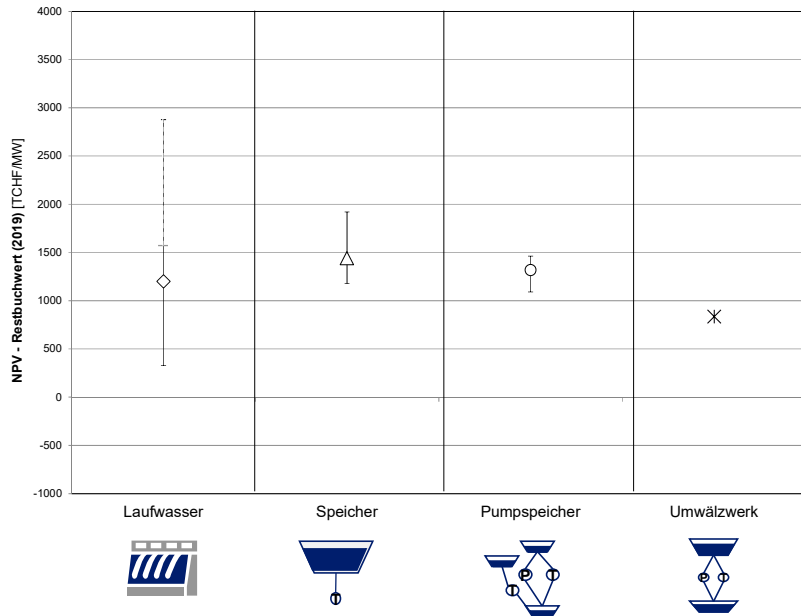 4000
3000
2500
2000
1500
1000
500
0
-500
-1000
NPV - Restbuchwert (2019) [TCHF/MW]
Laufwasser Speicher Pumpspeicher Umwälzwerk
T
P T
T
P